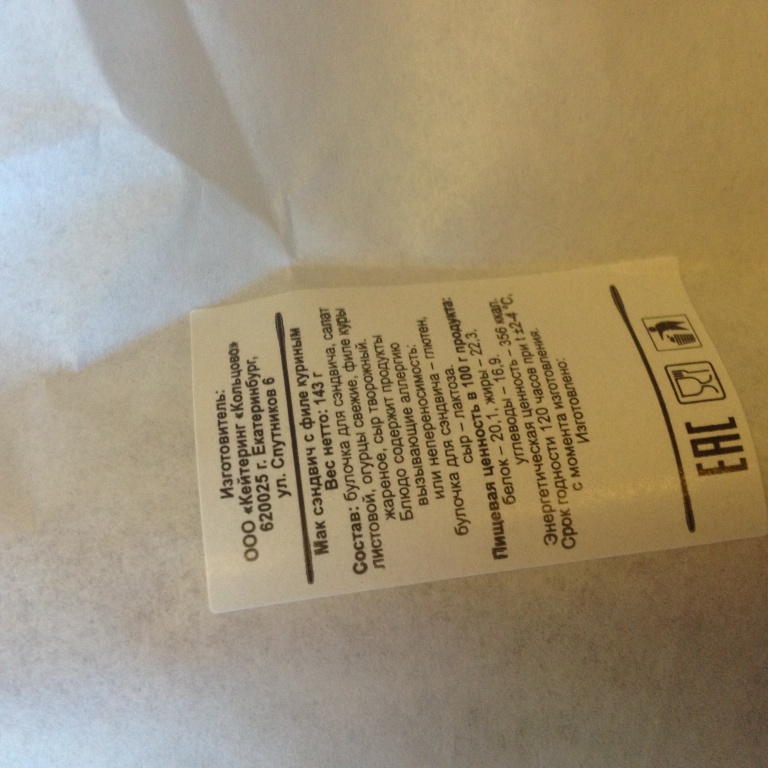 Изготовитель:
ООО «Кейтеринг «Кольцово»
620025 г. Екатеринбург,
ул. Спутников 6
Мак сэндвич с филе куриным
Вес нетто: 143 г
Состав: булочка для сэндвича, салат
листовой, огурцы свежие, филе куры
жареное, сыр творожный.
Блюдо содержит продукты
вызывающие аллергию
или непереносимость:
булочка для сэндвича – глютен,
сыр – лактоза.
Пищевая ценность в 100 г продукта:
белок – 20,1, жиры – 22,3,
углеводы – 16,9.
Энергетическая ценность – 356 ккал.
Срок годности 120 часов при t ±2-4 °C,
с момента изготовления.
Изготовлено:
EAC